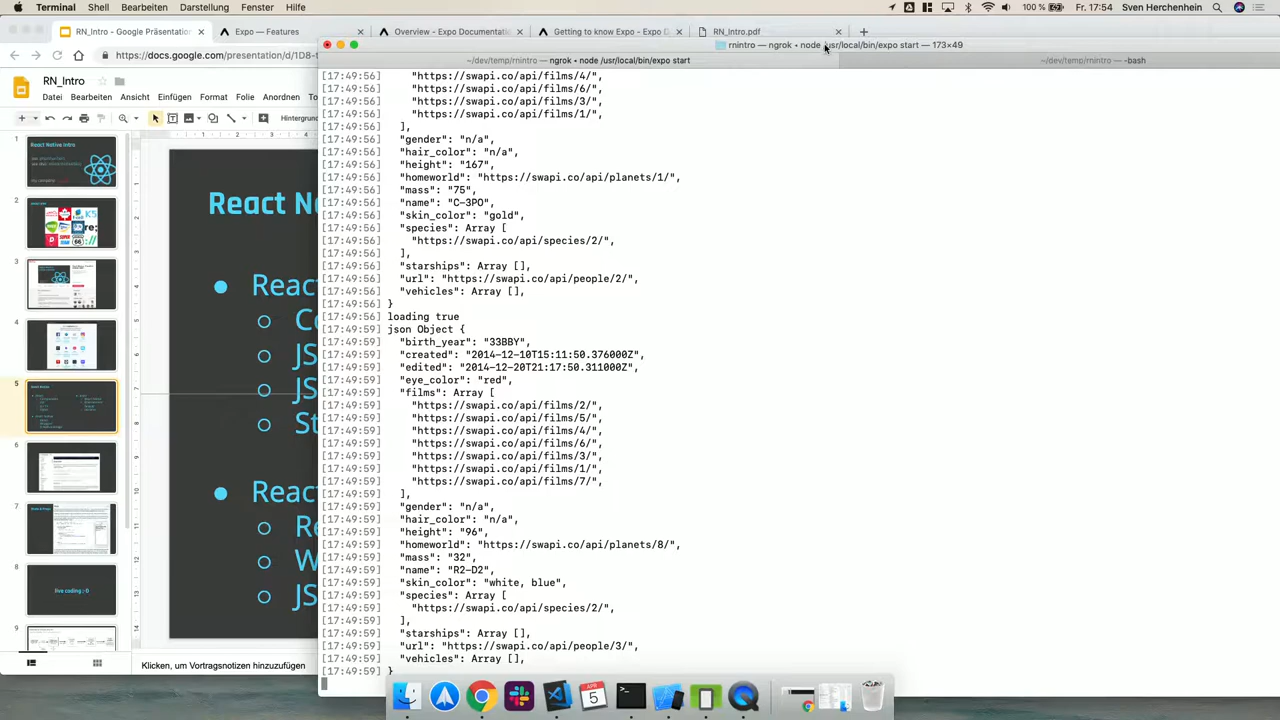 Terminal Shell Bearbeiten Darstellung Fenster Hilfe 100 % Fr. 17:54 Sven Herchenhein
RN_Intro - Google Präsentation
Expo — Features
Overview - Expo Documentatio
Getting to know Expo - Expo D
RN_Intro.pdf
rnintro — ngrok • node /usr/local/bin/expo start — 173×49
https://docs.google.com/presentation/d/1D8-t
~/dev/temp/rnintro — ngrok • node /usr/local/bin/expo start
~/dev/temp/rnintro — -bash
RN_Intro
Datei Bearbeiten Ansicht Einfügen Format Folie Anordnen To
Hintergrund
React Na
React
Co
JS
JS
St
React
Re
W
JS
Klicken, um Vortragsnotizen hinzuzufügen
1
React Native Intro
2
3
4
5
6
7
8
live coding ;-D
9
[17:49:56] "https://swapi.co/api/films/4/",
[17:49:56] "https://swapi.co/api/films/6/",
[17:49:56] "https://swapi.co/api/films/3/",
[17:49:56] "https://swapi.co/api/films/1/",
[17:49:56] ],
[17:49:56] "gender": "n/a",
[17:49:56] "hair_color": "n/a",
[17:49:56] "height": "167",
[17:49:56] "homeworld": "https://swapi.co/api/planets/1/",
[17:49:56] "mass": "75",
[17:49:56] "name": "C-3PO",
[17:49:56] "skin_color": "gold",
[17:49:56] "species": Array [
[17:49:56] "https://swapi.co/api/species/2/",
[17:49:56] ],
[17:49:56] "starships": Array [],
[17:49:56] "url": "https://swapi.co/api/people/2/",
[17:49:56] "vehicles": Array [],
[17:49:56] }
[17:49:56] loading true
[17:49:59] json Object {
[17:49:59] "birth_year": "33BBY",
[17:49:59] "created": "2014-12-10T15:11:50.376000Z",
[17:49:59] "edited": "2014-12-20T21:17:50.311000Z",
[17:49:59] "eye_color": "red",
[17:49:59] "films": Array [
[17:49:59] "https://swapi.co/api/films/2/",
[17:49:59] "https://swapi.co/api/films/5/",
[17:49:59] "https://swapi.co/api/films/4/",
[17:49:59] "https://swapi.co/api/films/6/",
[17:49:59] "https://swapi.co/api/films/3/",
[17:49:59] "https://swapi.co/api/films/1/",
[17:49:59] "https://swapi.co/api/films/7/",
[17:49:59] ],
[17:49:59] "gender": "n/a",
[17:49:59] "hair_color": "n/a",
[17:49:59] "height": "96",
[17:49:59] "homeworld": "https://swapi.co/api/planets/8/",
[17:49:59] "mass": "32",
[17:49:59] "name": "R2-D2",
[17:49:59] "skin_color": "white, blue",
[17:49:59] "species": Array [
[17:49:59] "https://swapi.co/api/species/2/",
[17:49:59] ],
[17:49:59] "starships": Array [],
[17:49:59] "url": "https://swapi.co/api/people/3/",
[17:49:59] "vehicles": Array [],
[17:49:59] }
APR
5